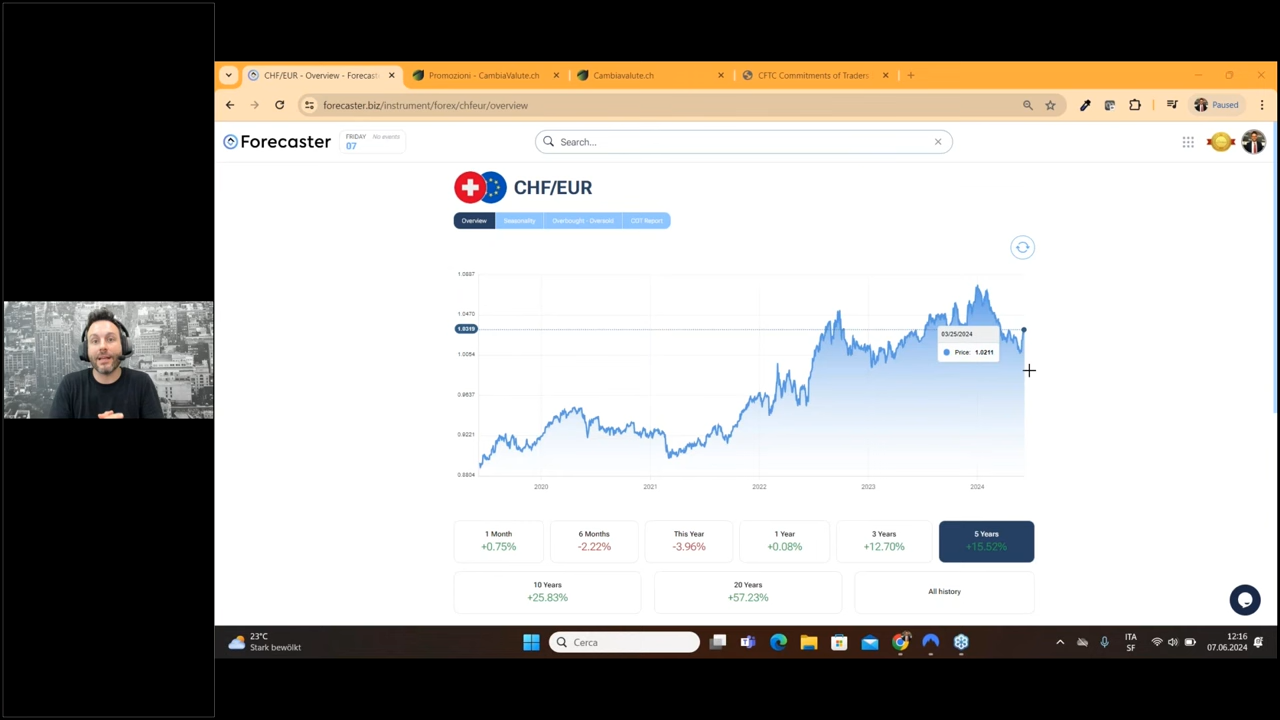 CHF/EUR - Overview - Forecast
Promozioni - CambiaValute.ch
Cambiavalute.ch
CFTC Commitments of Traders
forecaster.biz/instrument/forex/chfeur/overview
Paused
Forecaster
FRIDAY
07
No events
Search...
CHF/EUR
Overview
Seasonality
Overbought - Oversold
COT Report
1.0887
1.0470
1.0319
1.0054
0.9637
0.9221
0.8804
03/25/2024
Price: 1.0211
2020
2021
2022
2023
2024
1 Month
+0.75%
6 Months
-2.22%
This Year
-3.96%
1 Year
+0.08%
3 Years
+12.70%
5 Years
+15.52%
10 Years
+25.83%
20 Years
+57.23%
All history
23°C
Stark bewölkt
Cerca
ITA
SF
12:16
07.06.2024